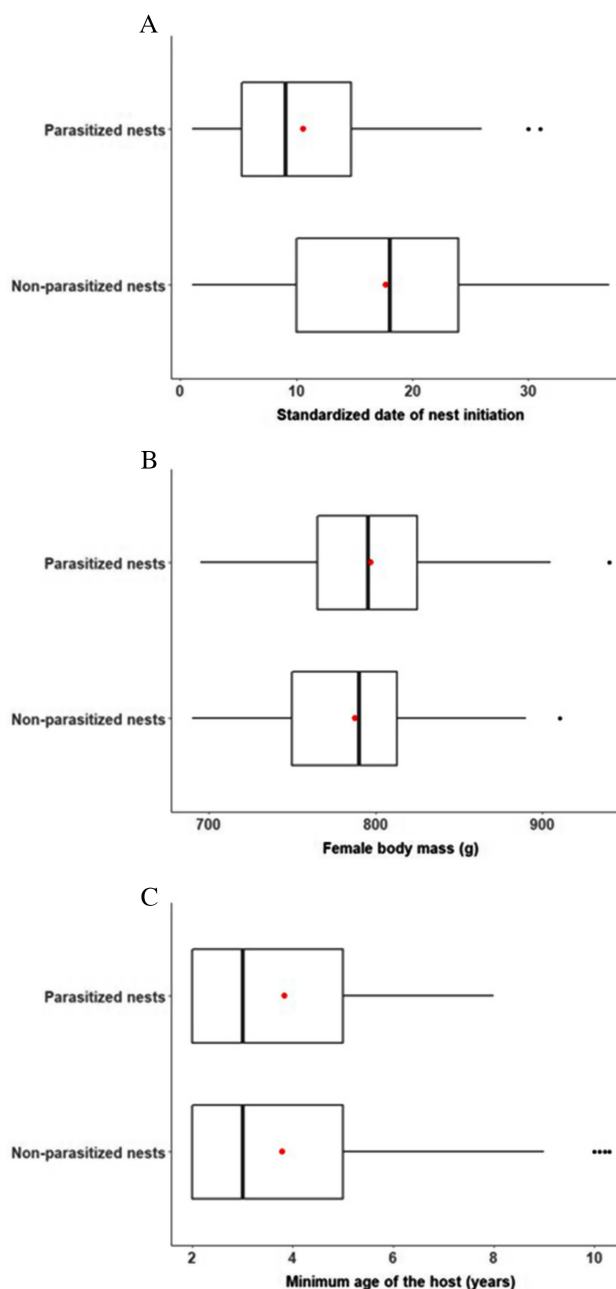 A
Parasitized nests
Non-parasitized nests
0 10 20 30
Standardized date of nest initiation
B
Parasitized nests
Non-parasitized nests
700 800 900
Female body mass (g)
C
Parasitized nests
Non-parasitized nests
2 4 6 8 10
Minimum age of the host (years)